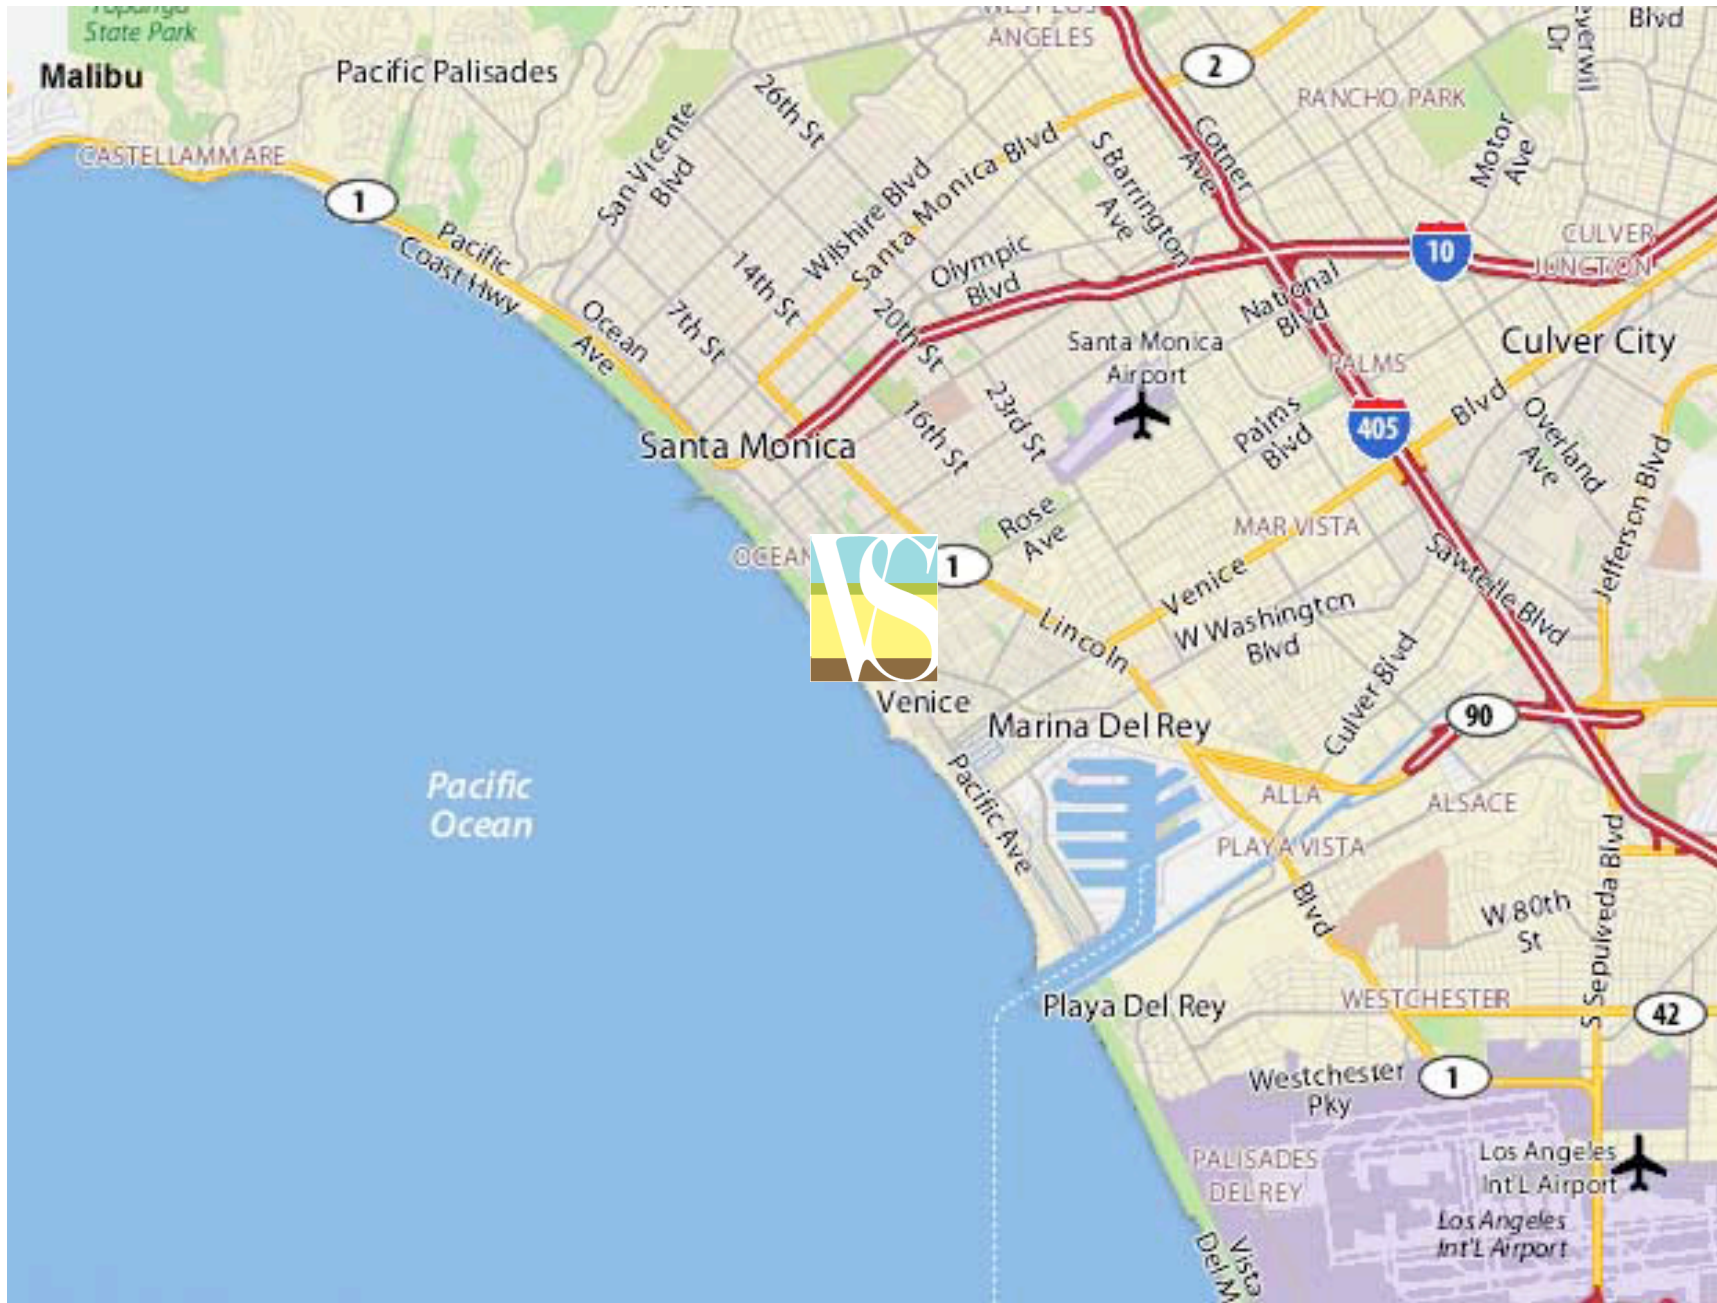 Topanga
State Park
Malibu
Pacific Palisades
WEST LOS
ANGELES
2
Blvd
Dr
RANCHO PARK
Motor
Ave
CASTELLAMMARE
1
Pacific
Coast Hwy
San Vicente
Blvd
26th St
Wilshire Blvd
Santa Monica Blvd
S Barrington
Ave
Cotner
Ave
Olympic
Blvd
14th St
7th St
20th St
Ocean
Ave
10
CULVER
JUNCTION
National
Blvd
Santa Monica
Airport
PALMS
Culver City
Santa Monica
16th St
23rd St
Palms
Blvd
405
Blvd
Overland
Ave
Jefferson Blvd
Rose
Ave
MAR VISTA
OCEAN
VS
1
Lincoln
Venice
W Washington
Blvd
Sawtelle Blvd
Culver Blvd
Venice
Marina Del Rey
90
Pacific
Ocean
Pacific Ave
ALLA
ALSACE
PLAYA VISTA
Blvd
W 80th
St
S Sepulveda Blvd
Playa Del Rey
WESTCHESTER
42
Westchester
Pky
1
PALISADES
DEL REY
Los Angeles
Int'L Airport
Los Angeles
Int'L Airport
Vista
Del M